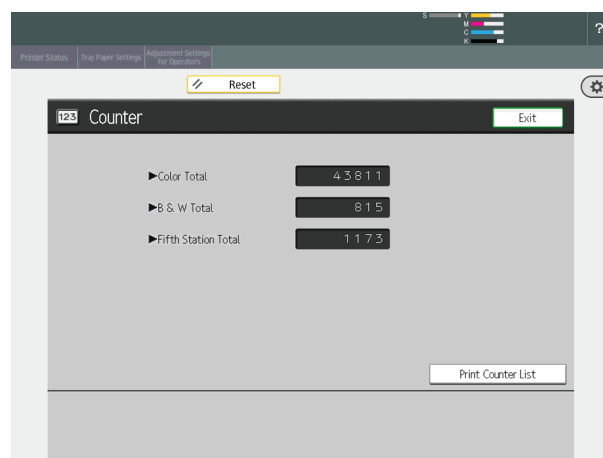 S Y
M
C
K
?
Printer Status Tray Paper Settings Adjustment Settings
for Operators
Reset
123 Counter Exit
►Color Total 43811
►B & W Total 815
►Fifth Station Total 1173
Print Counter List